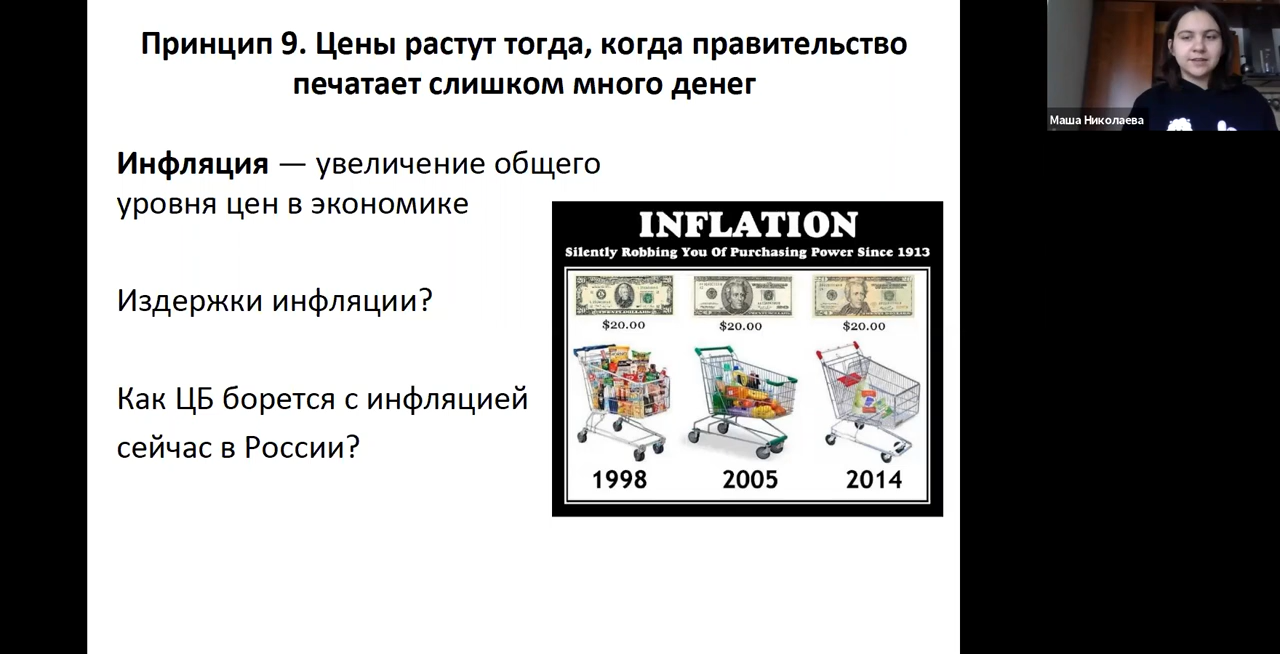 Принцип 9. Цены растут тогда, когда правительство
печатает слишком много денег
Маша Николаева
Инфляция — увеличение общего
уровня цен в экономике
Издержки инфляции?
Как ЦБ борется с инфляцией
сейчас в России?
INFLATION
Silently Robbing You Of Purchasing Power Since 1913
$20.00 $20.00 $20.00
1998 2005 2014